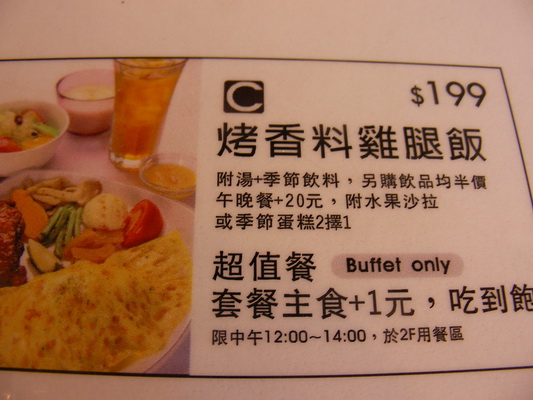 C
$199
烤香料雞腿飯
附湯+季節飲料，另購飲品均半價
午晚餐+20元，附水果沙拉
或季節蛋糕2擇1
超值餐 Buffet only
套餐主食+1元，吃到飽
限中午12:00~14:00，於2F用餐區